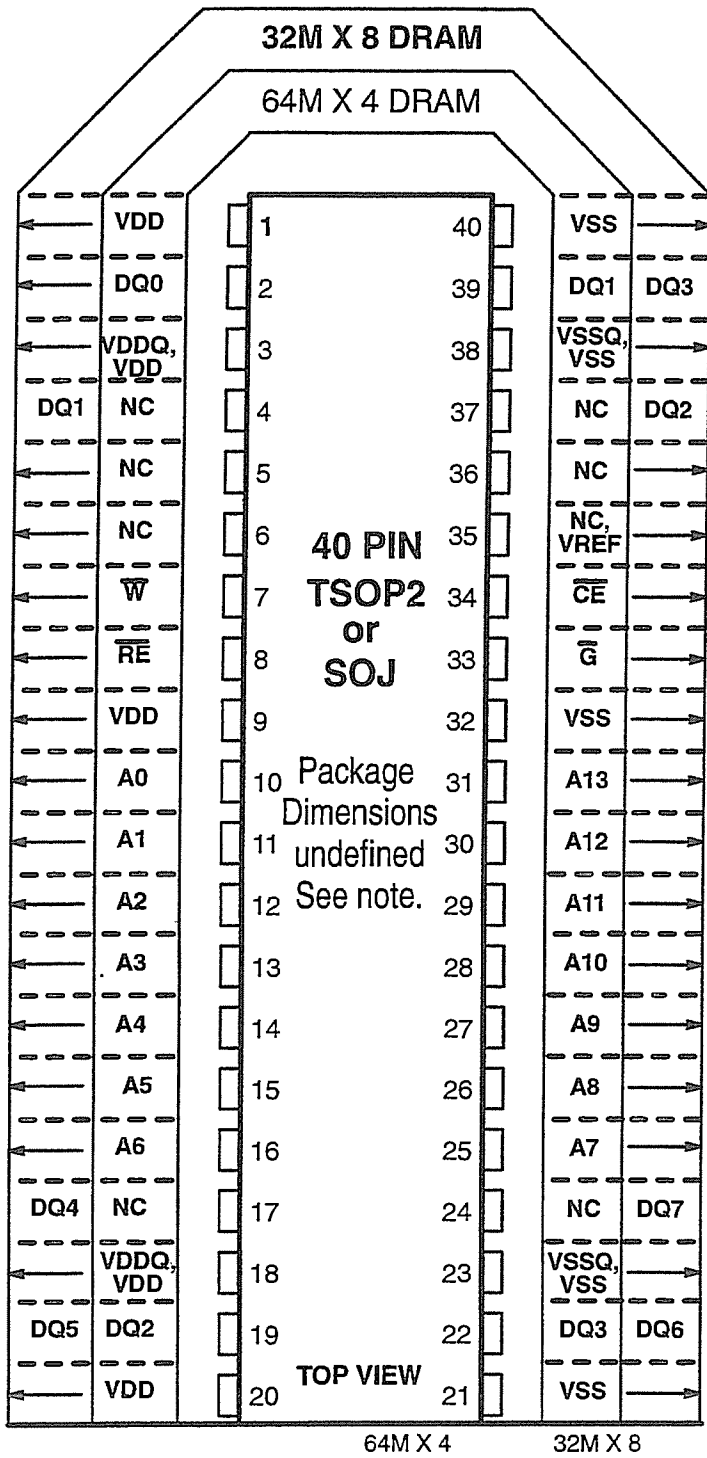 32M X 8 DRAM
64M X 4 DRAM
VDD 1 40 VSS
DQ0 2 39 DQ1 DQ3
VDDQ, VDD 3 38 VSSQ, VSS
DQ1 NC 4 37 NC DQ2
NC 5 36 NC
NC 6 35 NC, VREF
W̅ 7 34 C̅E̅
R̅E̅ 8 33 G̅
VDD 9 32 VSS
A0 10 31 A13
A1 11 30 A12
A2 12 29 A11
A3 13 28 A10
A4 14 27 A9
A5 15 26 A8
A6 16 25 A7
DQ4 NC 17 24 NC DQ7
VDDQ, VDD 18 23 VSSQ, VSS
DQ5 DQ2 19 22 DQ3 DQ6
VDD 20 21 VSS
40 PIN
TSOP2
or
SOJ
Package
Dimensions
undefined
See note.
TOP VIEW
64M X 4 32M X 8